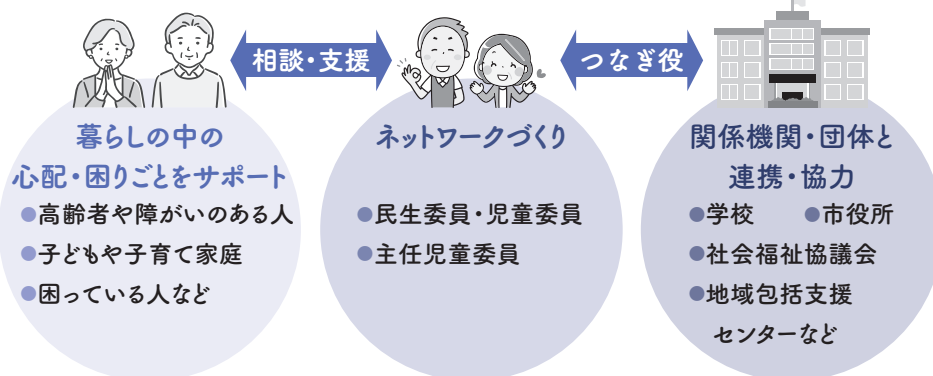 相談・支援
つなぎ役
暮らしの中の
心配・困りごとをサポート
●高齢者や障がいのある人
●子どもや子育て家庭
●困っている人など
ネットワークづくり
●民生委員・児童委員
●主任児童委員
関係機関・団体と
連携・協力
●学校 ●市役所
●社会福祉協議会
●地域包括支援
センターなど